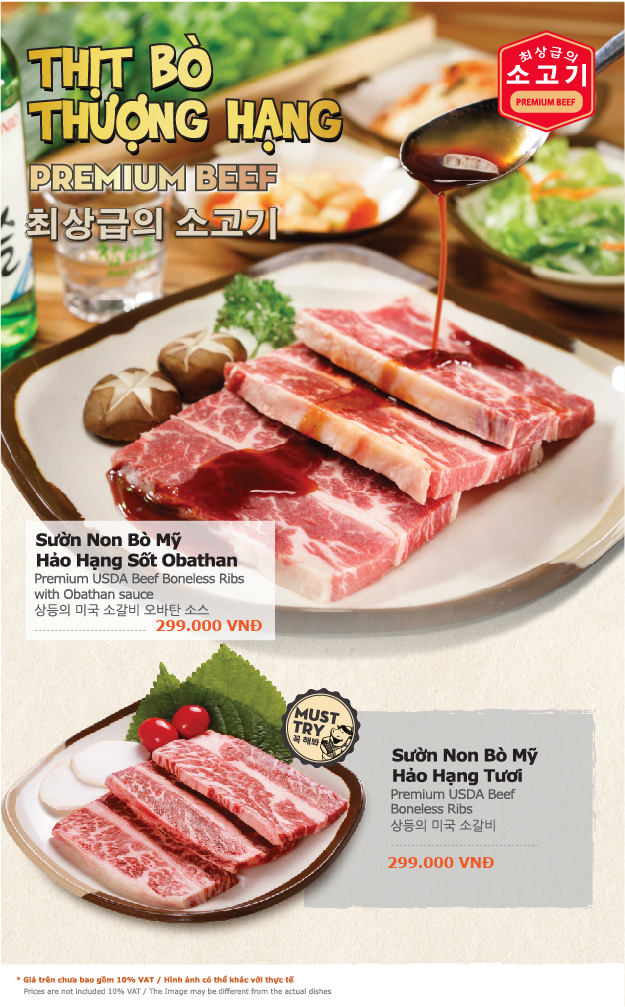 THỊT BÒ
THƯỢNG HẠNG
PREMIUM BEEF
최상급의 소고기
최상급의
소고기
PREMIUM BEEF
Sườn Non Bò Mỹ
Hảo Hạng Sốt Obathan
Premium USDA Beef Boneless Ribs
with Obathan sauce
상등의 미국 소갈비 오바탄 소스
299.000 VNĐ
MUST
TRY
꼭 해봐
Sườn Non Bò Mỹ
Hảo Hạng Tươi
Premium USDA Beef
Boneless Ribs
상등의 미국 소갈비
299.000 VNĐ
* Giá trên chưa bao gồm 10% VAT / Hình ảnh có thể khác với thực tế
Prices are not included 10% VAT / The Image may be different from the actual dishes